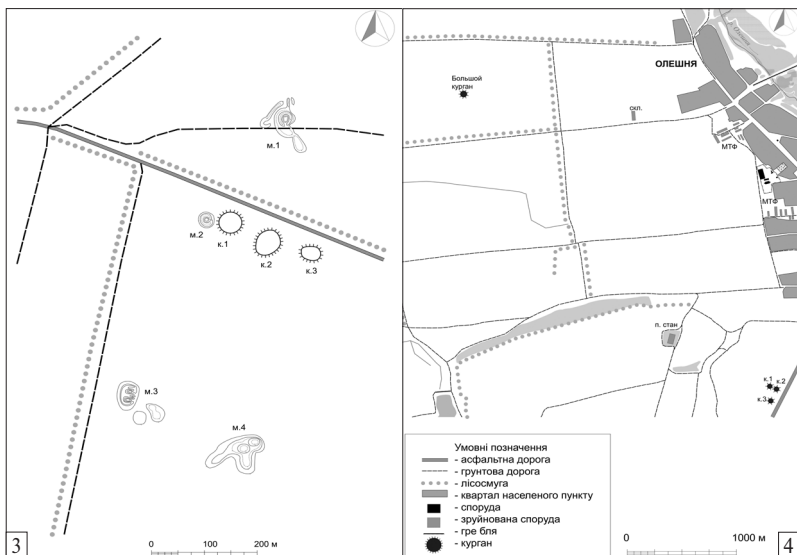 м.1
м.2
к.1
к.2
к.3
м.3
м.4
0 100 200 м
3
ОЛЕШНЯ
Большой
курган
скл.
МТФ
МТФ
п. стан
к.1
к.2
к.3
Умовні позначення
- асфальтна дорога
- грунтова дорога
- лісосмуга
- квартал населеного пункту
- споруда
- зруйнована споруда
- гре бля
- курган
0 1000 м
4